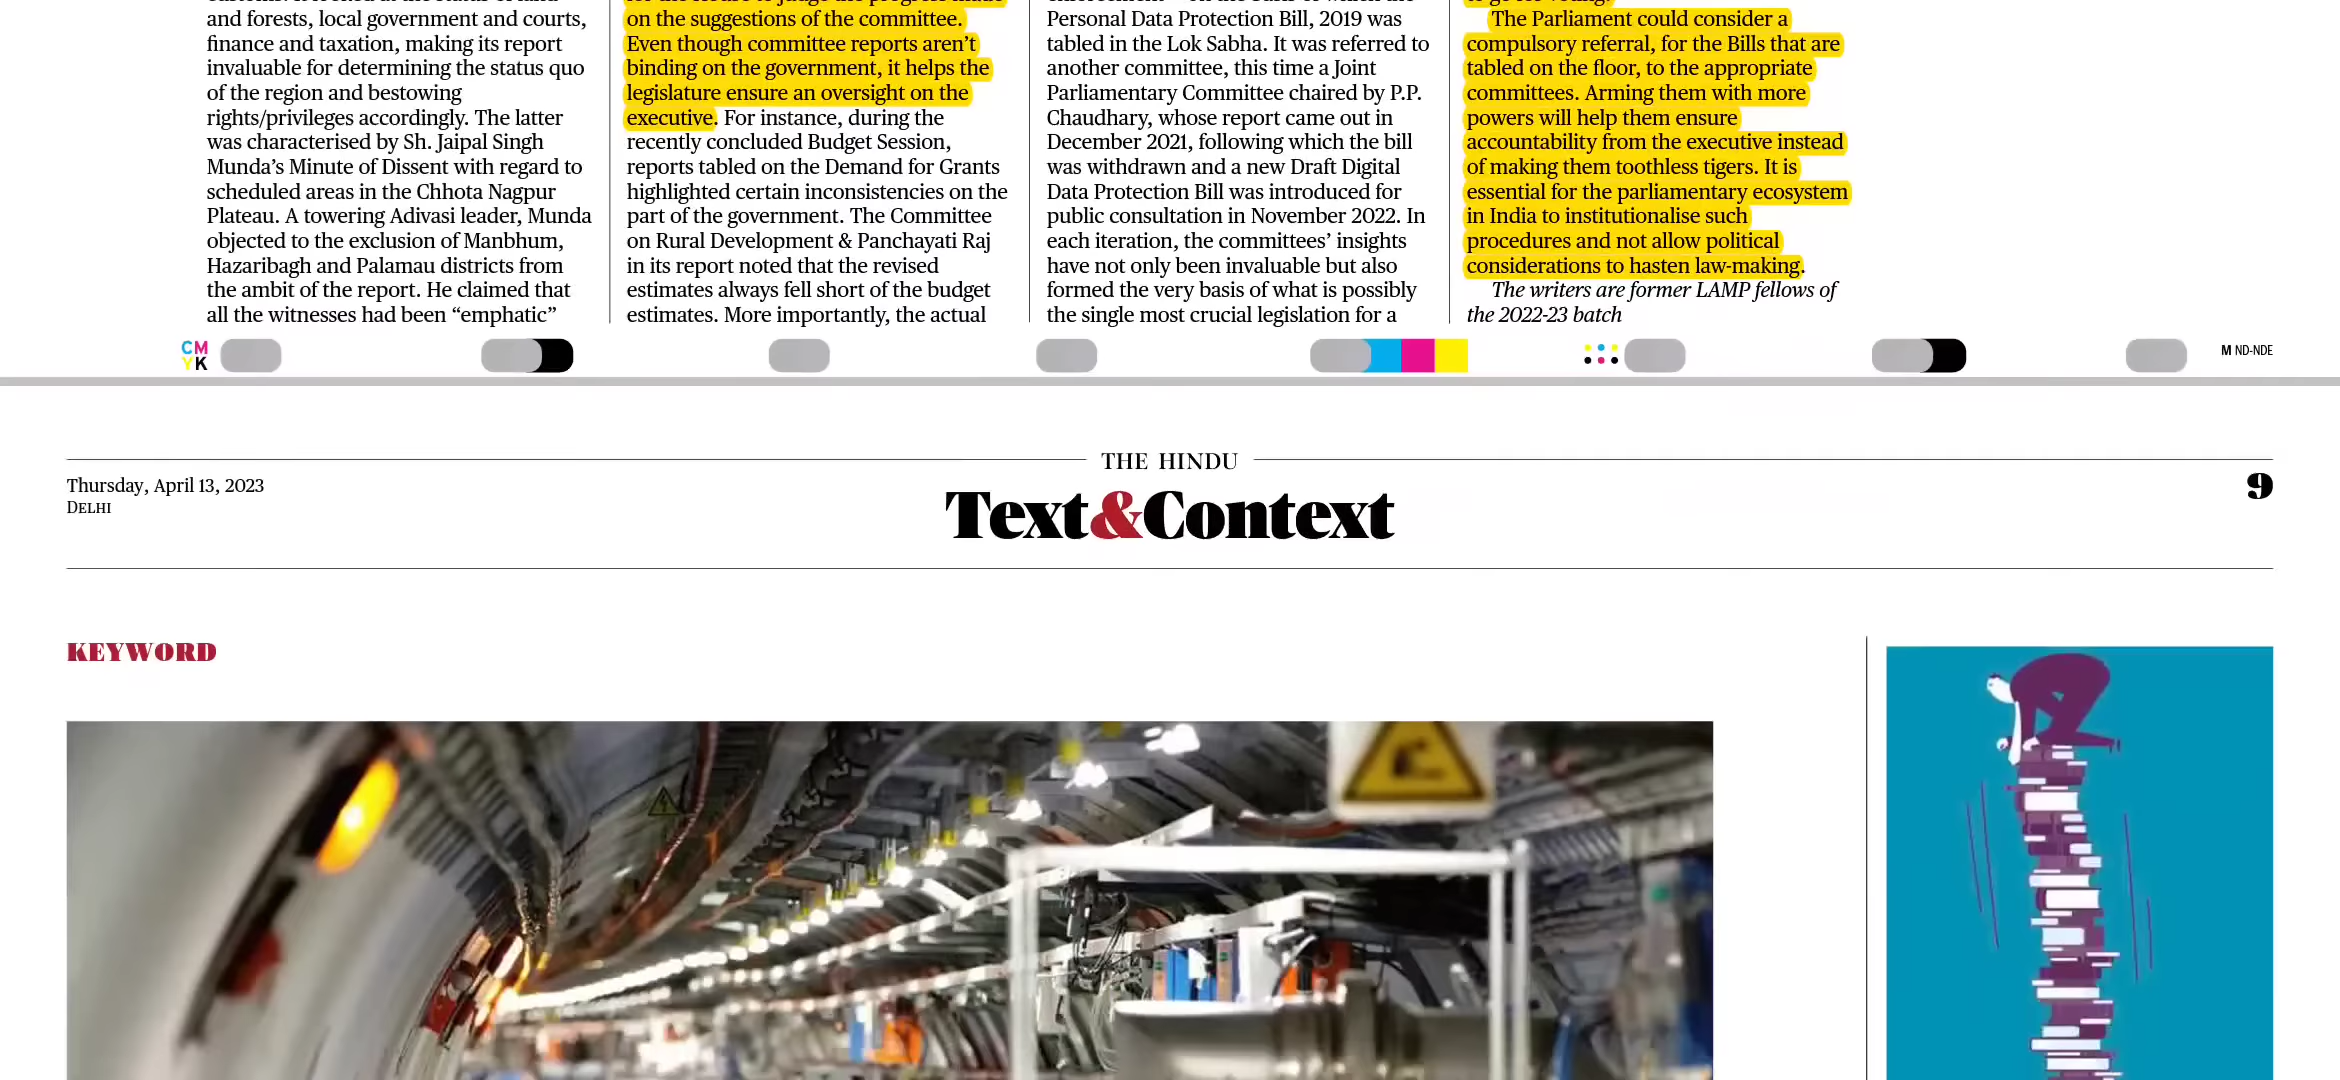 and forests, local government and courts,
finance and taxation, making its report
invaluable for determining the status quo
of the region and bestowing
rights/privileges accordingly. The latter
was characterised by Sh. Jaipal Singh
Munda’s Minute of Dissent with regard to
scheduled areas in the Chhota Nagpur
Plateau. A towering Adivasi leader, Munda
objected to the exclusion of Manbhum,
Hazaribagh and Palamau districts from
the ambit of the report. He claimed that
all the witnesses had been “emphatic”
on the suggestions of the committee.
Even though committee reports aren’t
binding on the government, it helps the
legislature ensure an oversight on the
executive. For instance, during the
recently concluded Budget Session,
reports tabled on the Demand for Grants
highlighted certain inconsistencies on the
part of the government. The Committee
on Rural Development & Panchayati Raj
in its report noted that the revised
estimates always fell short of the budget
estimates. More importantly, the actual
Personal Data Protection Bill, 2019 was
tabled in the Lok Sabha. It was referred to
another committee, this time a Joint
Parliamentary Committee chaired by P.P.
Chaudhary, whose report came out in
December 2021, following which the bill
was withdrawn and a new Draft Digital
Data Protection Bill was introduced for
public consultation in November 2022. In
each iteration, the committees’ insights
have not only been invaluable but also
formed the very basis of what is possibly
the single most crucial legislation for a
The Parliament could consider a
compulsory referral, for the Bills that are
tabled on the floor, to the appropriate
committees. Arming them with more
powers will help them ensure
accountability from the executive instead
of making them toothless tigers. It is
essential for the parliamentary ecosystem
in India to institutionalise such
procedures and not allow political
considerations to hasten law-making.
The writers are former LAMP fellows of
the 2022-23 batch
CM
YK
M ND-NDE
THE HINDU
Thursday, April 13, 2023
DELHI
Text&Context
9
KEYWORD